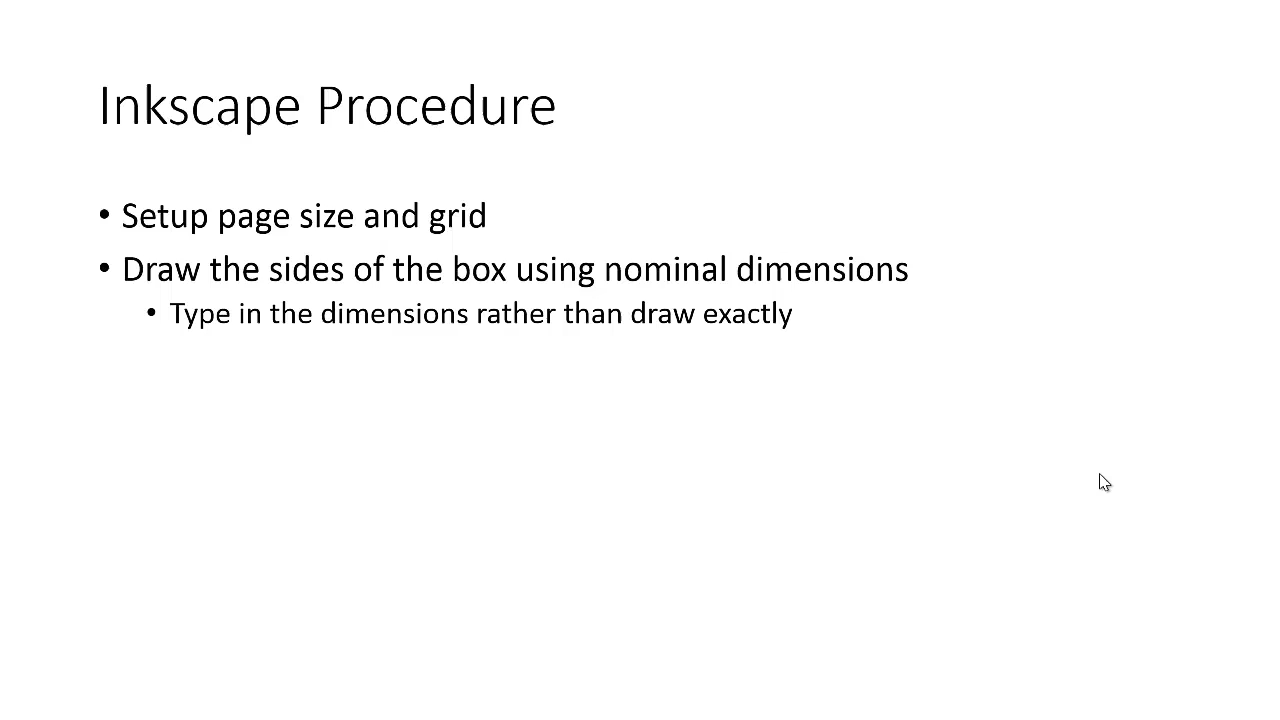 Inkscape Procedure
• Setup page size and grid
• Draw the sides of the box using nominal dimensions
• Type in the dimensions rather than draw exactly